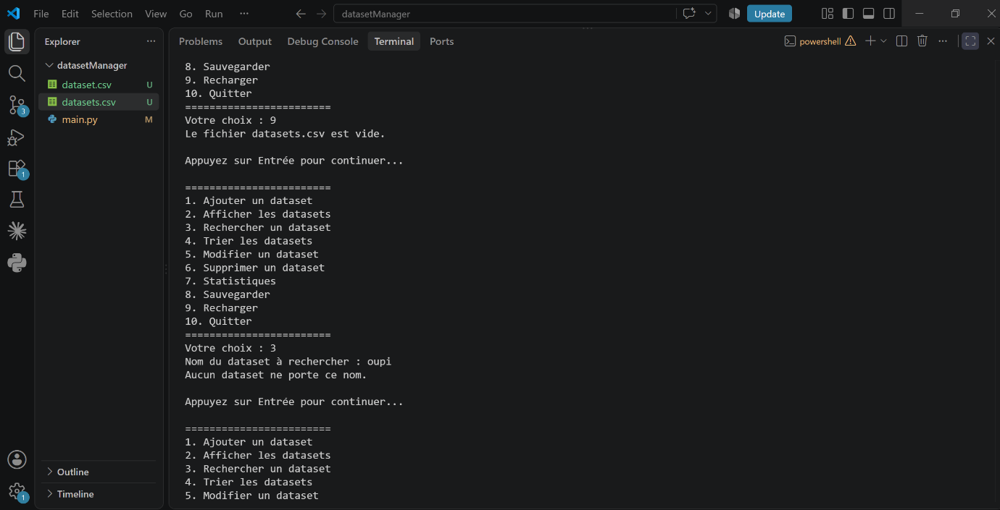 File Edit Selection View Go Run ··· datasetManager Update
Explorer ···
datasetManager
dataset.csv U
datasets.csv U
main.py M
3
1
Outline
Timeline
1
Problems Output Debug Console Terminal Ports powershell ···
8. Sauvegarder
9. Recharger
10. Quitter
========================
Votre choix : 9
Le fichier datasets.csv est vide.
Appuyez sur Entrée pour continuer...
========================
1. Ajouter un dataset
2. Afficher les datasets
3. Rechercher un dataset
4. Trier les datasets
5. Modifier un dataset
6. Supprimer un dataset
7. Statistiques
8. Sauvegarder
9. Recharger
10. Quitter
========================
Votre choix : 3
Nom du dataset à rechercher : oupi
Aucun dataset ne porte ce nom.
Appuyez sur Entrée pour continuer...
========================
1. Ajouter un dataset
2. Afficher les datasets
3. Rechercher un dataset
4. Trier les datasets
5. Modifier un dataset